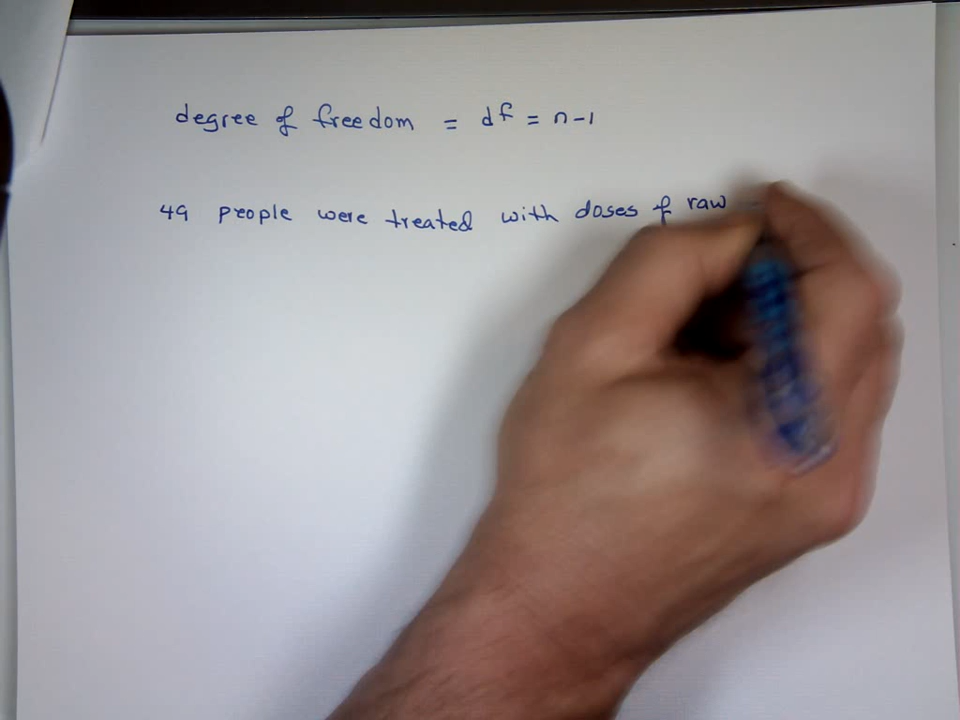 degree of freedom = df = n-1
49 people were treated with doses of raw